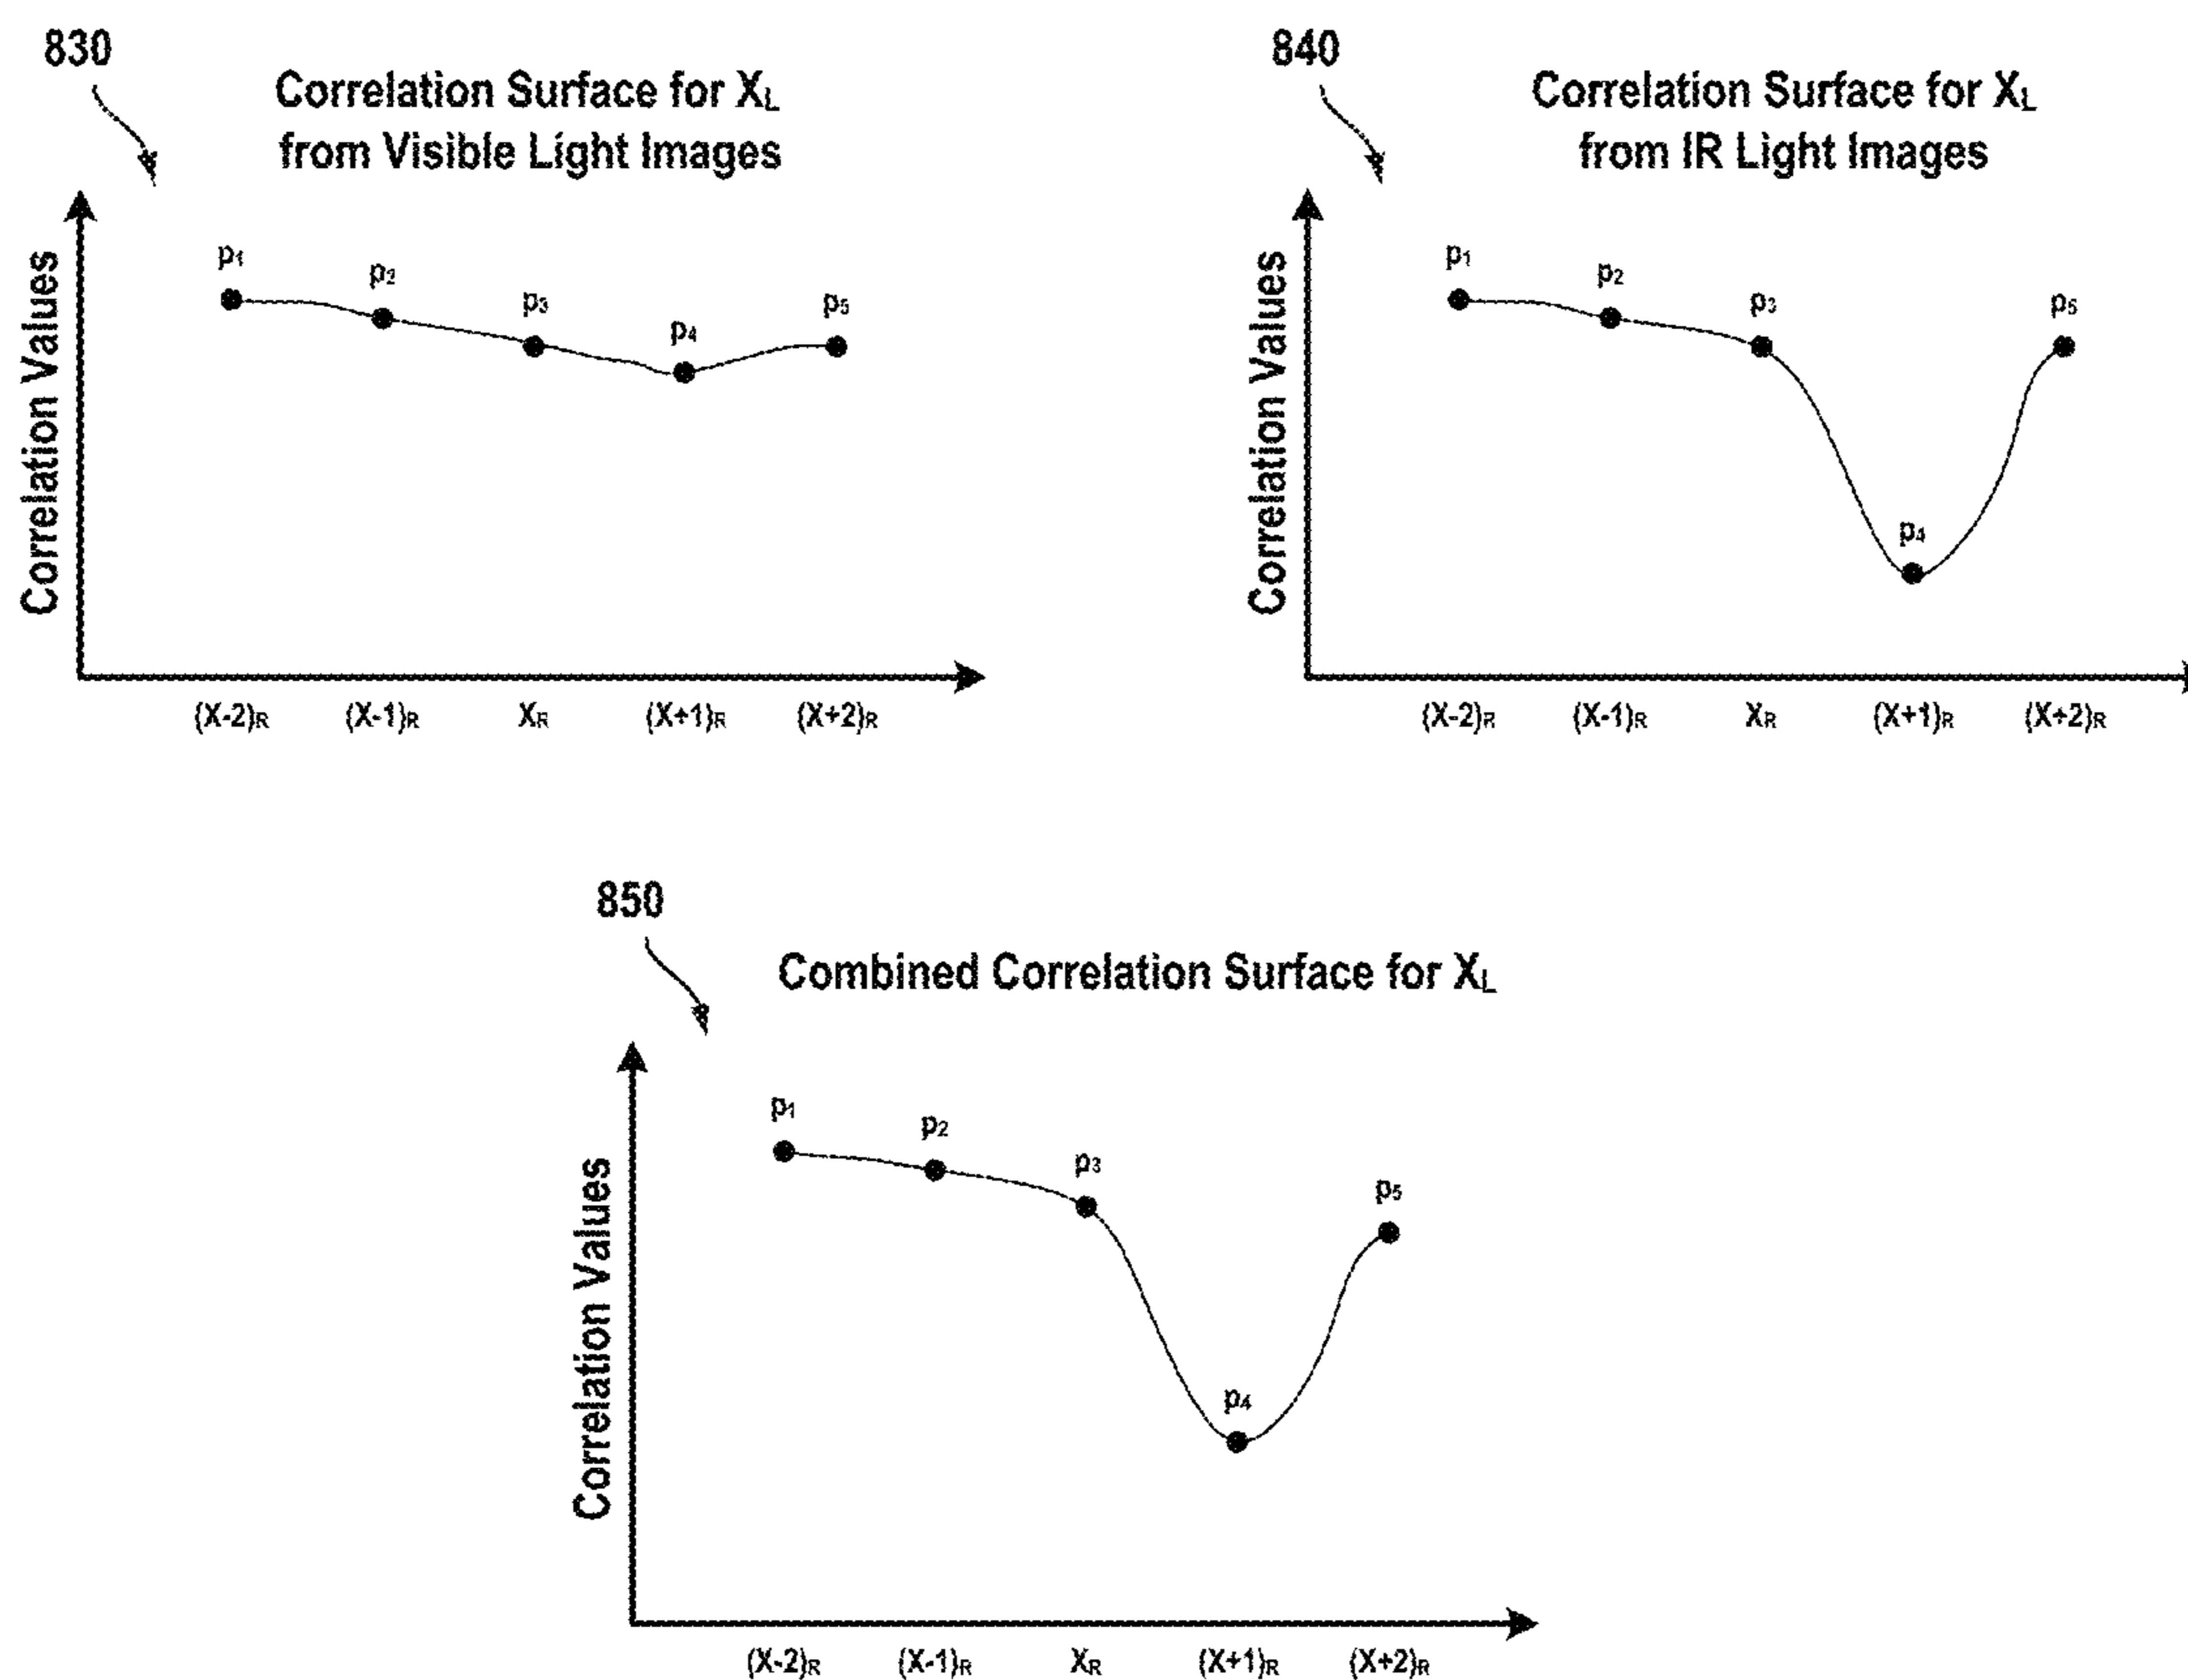 830
Correlation Surface for XL
from Visible Light Images
Correlation Values
p1
p2
p3
p4
p5
(X-2)R (X-1)R XR (X+1)R (X+2)R
840
Correlation Surface for XL
from IR Light Images
Correlation Values
p1
p2
p3
p4
p5
(X-2)R (X-1)R XR (X+1)R (X+2)R
850
Combined Correlation Surface for XL
Correlation Values
p1
p2
p3
p4
p5
(X-2)R (X-1)R XR (X+1)R (X+2)R